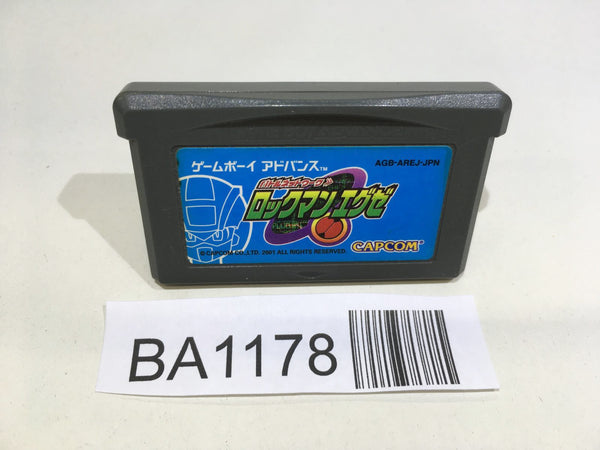 ゲームボーイ アドバンス™
AGB-AREJ-JPN
バトルネットワーク
ロックマン エグゼ
CAPCOM
© CAPCOM CO., LTD. 2001 ALL RIGHTS RESERVED.
BA1178